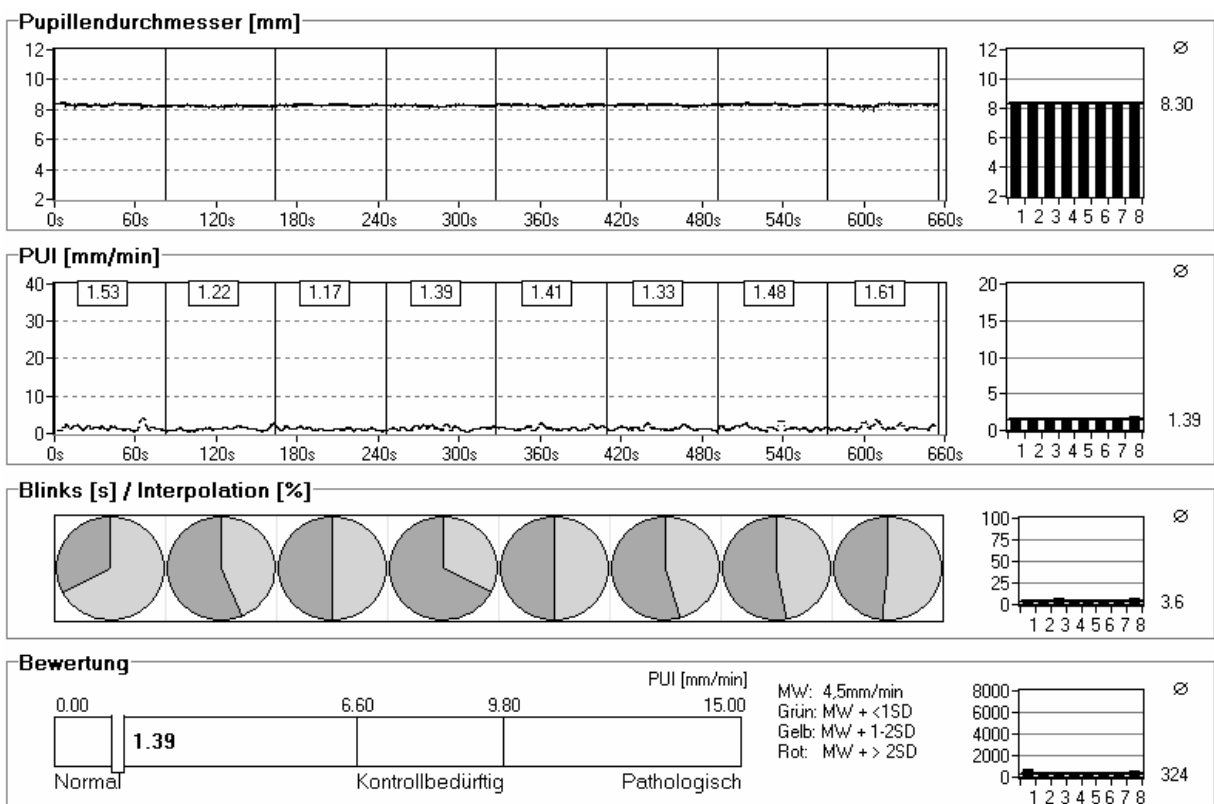 Pupillendurchmesser [mm]
12
10
8
6
4
2
0s 60s 120s 180s 240s 300s 360s 420s 480s 540s 600s 660s
12
10
8
6
4
2
1 2 3 4 5 6 7 8
Ø
8.30
PUI [mm/min]
40
30
20
10
0
1.53 1.22 1.17 1.39 1.41 1.33 1.48 1.61
0s 60s 120s 180s 240s 300s 360s 420s 480s 540s 600s 660s
20
15
10
5
0
1 2 3 4 5 6 7 8
Ø
1.39
Blinks [s] / Interpolation [%]
100
75
50
25
0
1 2 3 4 5 6 7 8
Ø
3.6
Bewertung
PUI [mm/min]
0.00 6.60 9.80 15.00
1.39
Normal Kontrollbedürftig Pathologisch
MW: 4,5mm/min
Grün: MW + <1SD
Gelb: MW + 1-2SD
Rot: MW + > 2SD
8000
6000
4000
2000
0
1 2 3 4 5 6 7 8
Ø
324